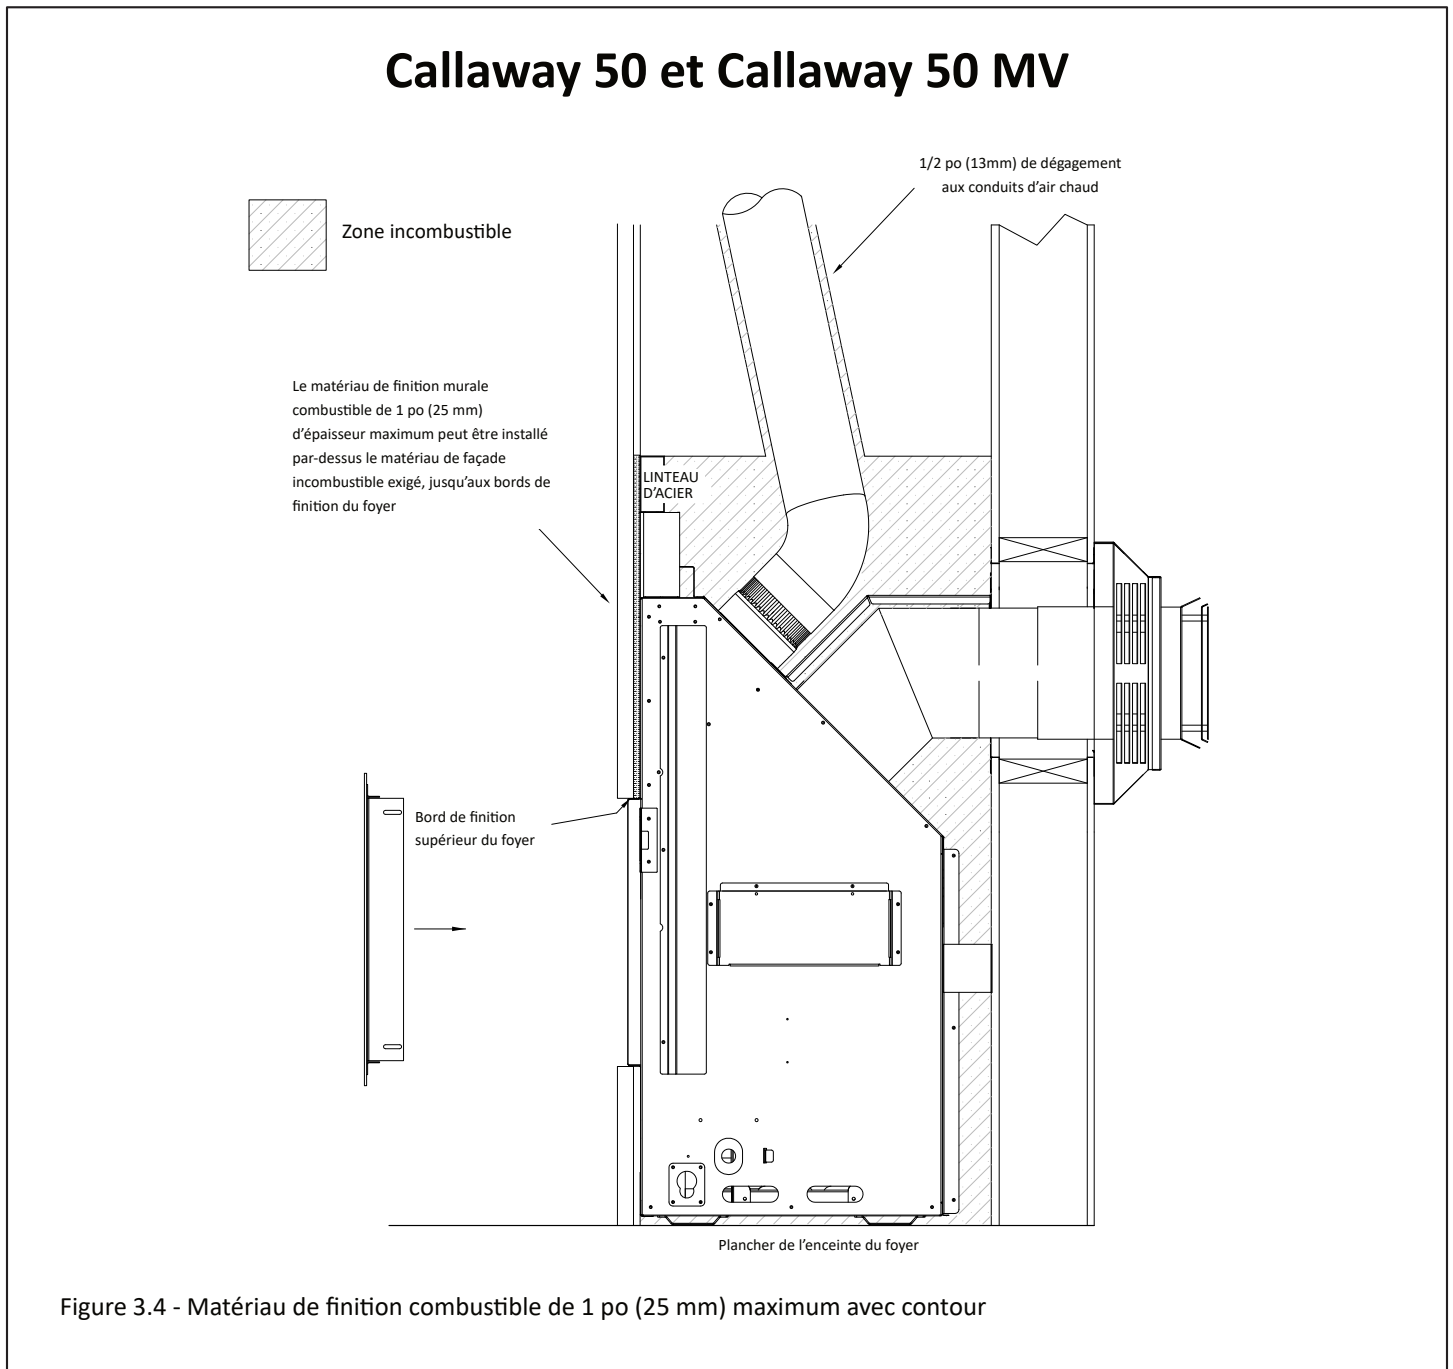 Callaway 50 et Callaway 50 MV
1/2 po (13mm) de dégagement
aux conduits d’air chaud
Zone incombustible
Le matériau de finition murale
combustible de 1 po (25 mm)
d’épaisseur maximum peut être installé
par-dessus le matériau de façade
incombustible exigé, jusqu’aux bords de
finition du foyer
LINTEAU
D’ACIER
Bord de finition
supérieur du foyer
Plancher de l’enceinte du foyer
Figure 3.4 - Matériau de finition combustible de 1 po (25 mm) maximum avec contour